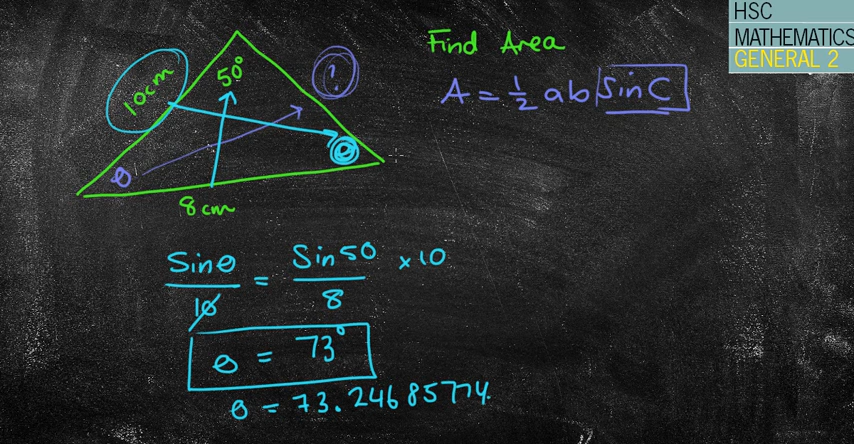 HSC
MATHEMATICS
GENERAL 2
Find Area
A = 1/2 ab Sin C
10cm
50°
?
θ
θ
8cm
Sinθ/10 = Sin50/8 × 10
θ = 73°
θ = 73.24685774